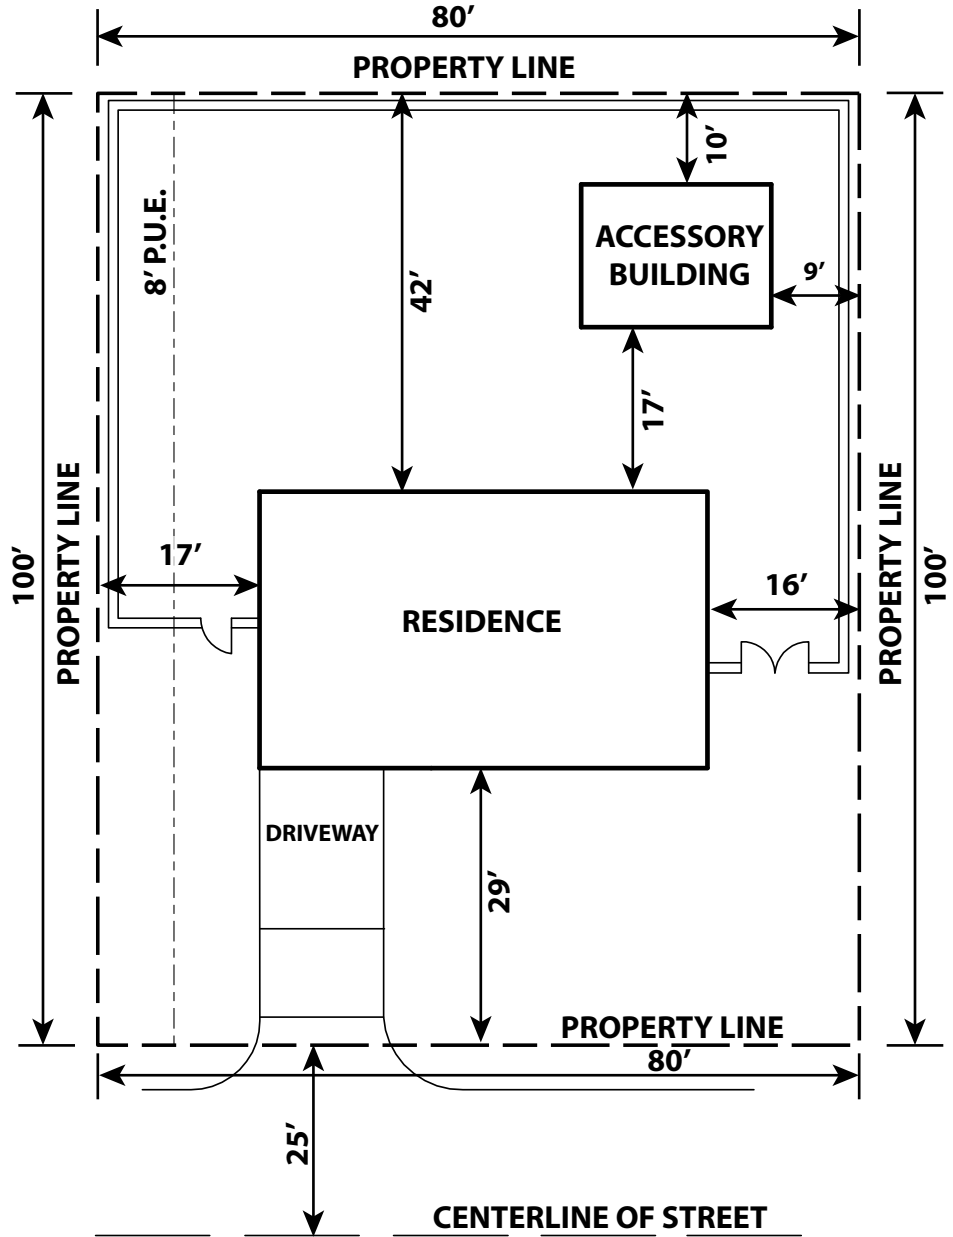 80’
PROPERTY LINE
10’
8’ P.U.E.
ACCESSORY
BUILDING
9’
42’
17’
PROPERTY LINE
PROPERTY LINE
100’
17’
100’
16’
RESIDENCE
DRIVEWAY
29’
PROPERTY LINE
80’
25’
CENTERLINE OF STREET